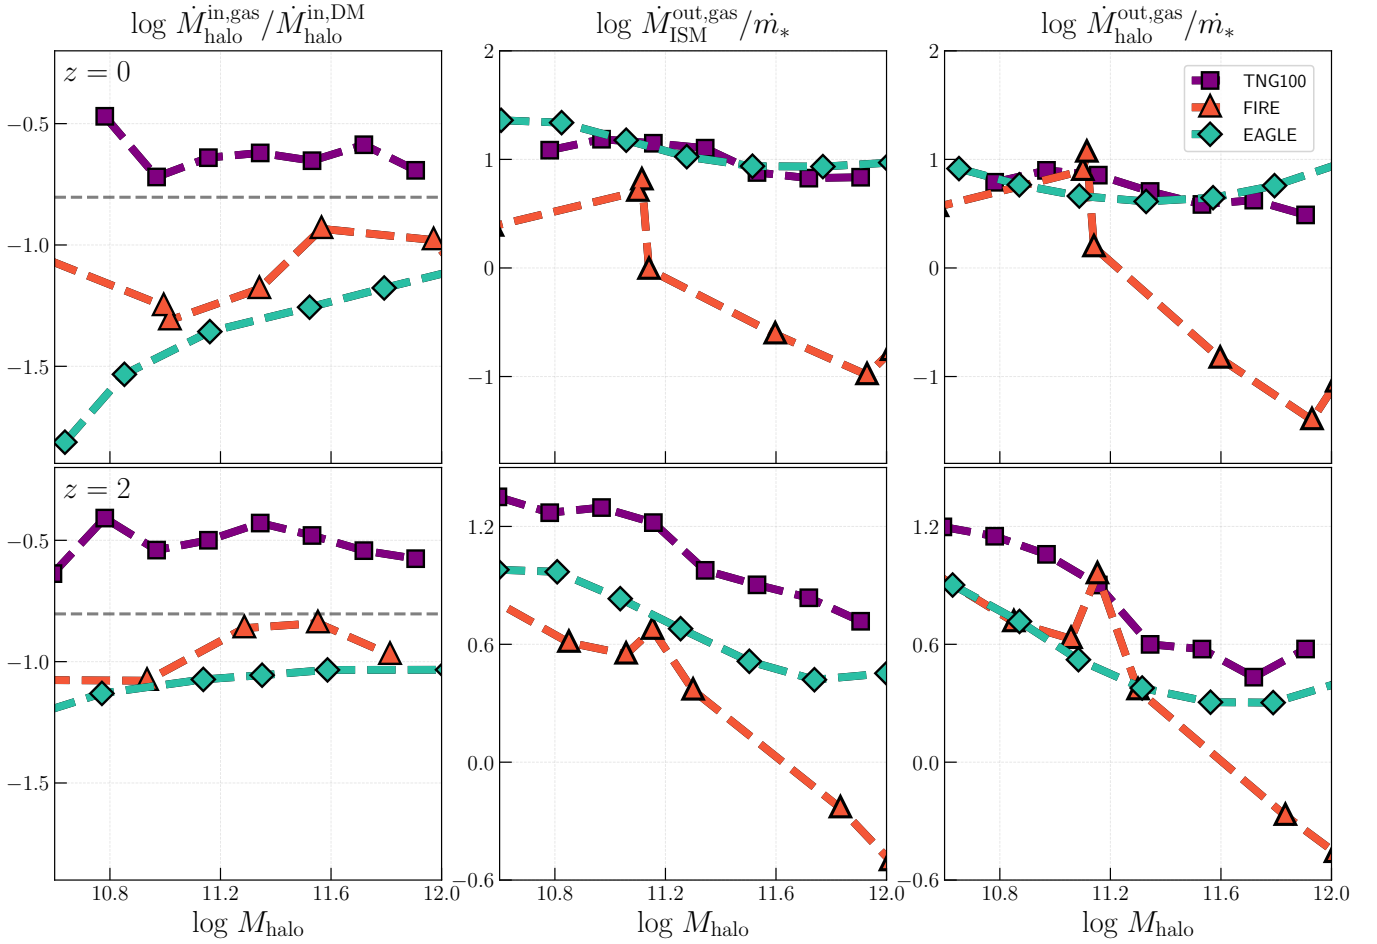 log Ṁ_halo^in,gas/Ṁ_halo^in,DM
log Ṁ_ISM^out,gas/ṁ_*
log Ṁ_halo^out,gas/ṁ_*
z = 0
−0.5
−1.0
−1.5
2
1
0
−1
2
1
0
−1
TNG100
FIRE
EAGLE
z = 2
−0.5
−1.0
−1.5
1.2
0.6
0.0
−0.6
1.2
0.6
0.0
−0.6
10.8 11.2 11.6 12.0
10.8 11.2 11.6 12.0
10.8 11.2 11.6 12.0
log M_halo
log M_halo
log M_halo